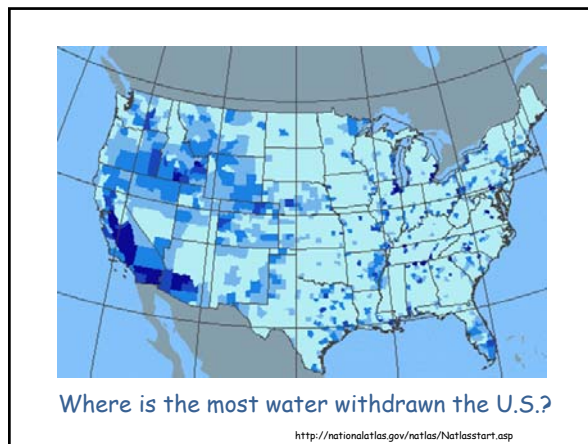 Where is the most water withdrawn the U.S.?
http://nationalatlas.gov/natlas/Natlasstart.asp